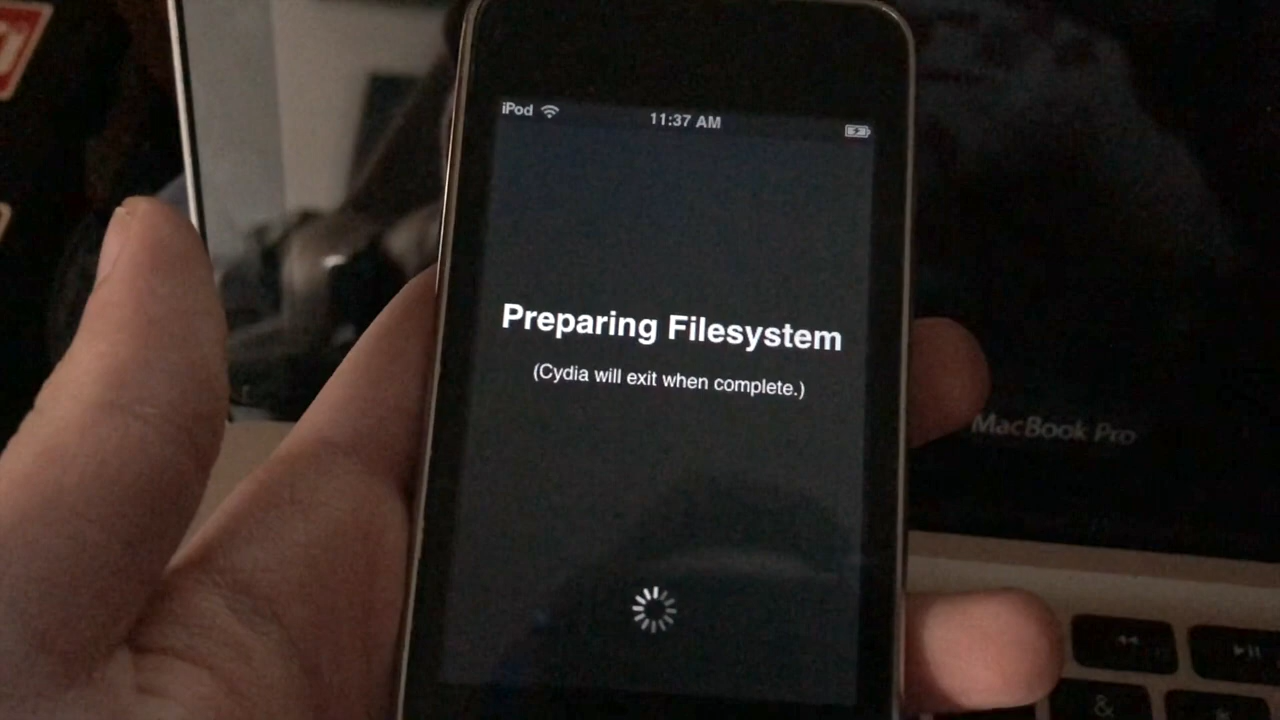 iPod
11:37 AM
Preparing Filesystem
(Cydia will exit when complete.)
MacBook Pro
&
*